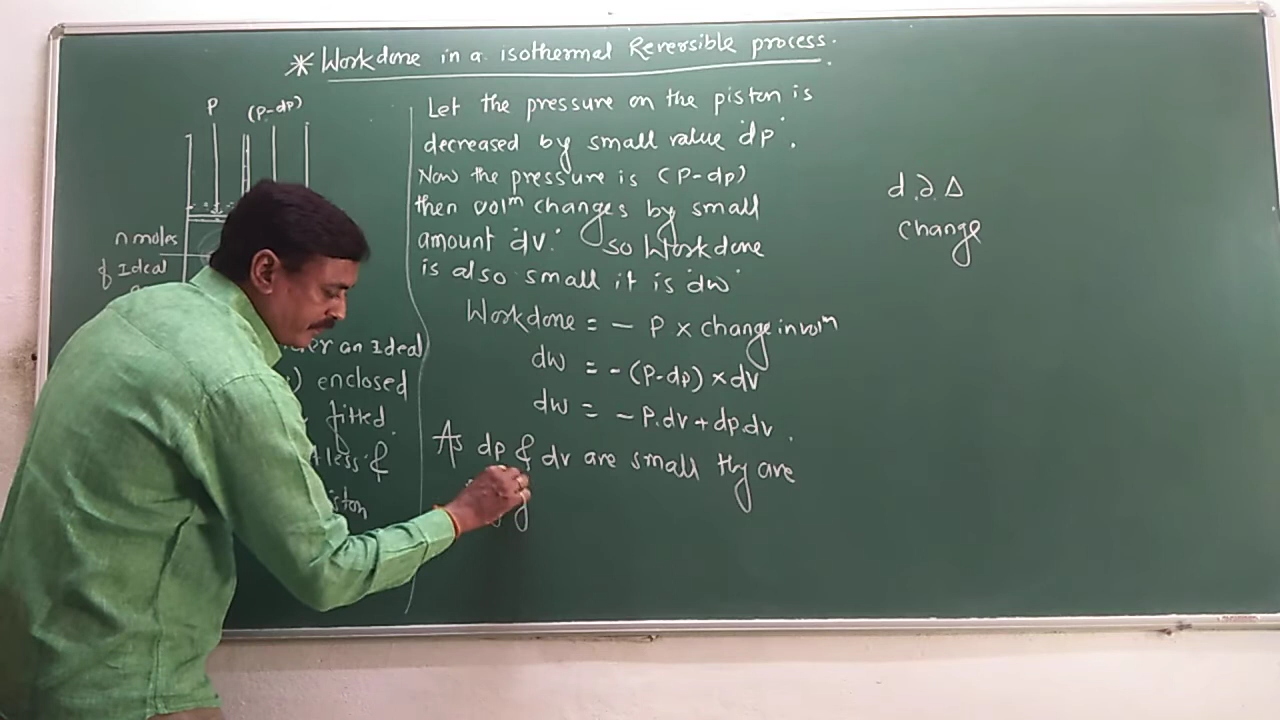 * Workdone in a isothermal Reversible process.
P (P-dp)
n moles
of Ideal
an Ideal
enclosed
fitted.
&
Let the pressure on the piston is
decreased by small value 'dp'.
Now the pressure is (P-dp)
then volm changes by small
amount 'dv.' so Workdone
is also small it is 'dw'
Workdone = - P x change in volm
dw = -(P-dp) x dv
dw = - P.dv + dp.dv.
As dp & dv are small thy are
d.∂.Δ
change